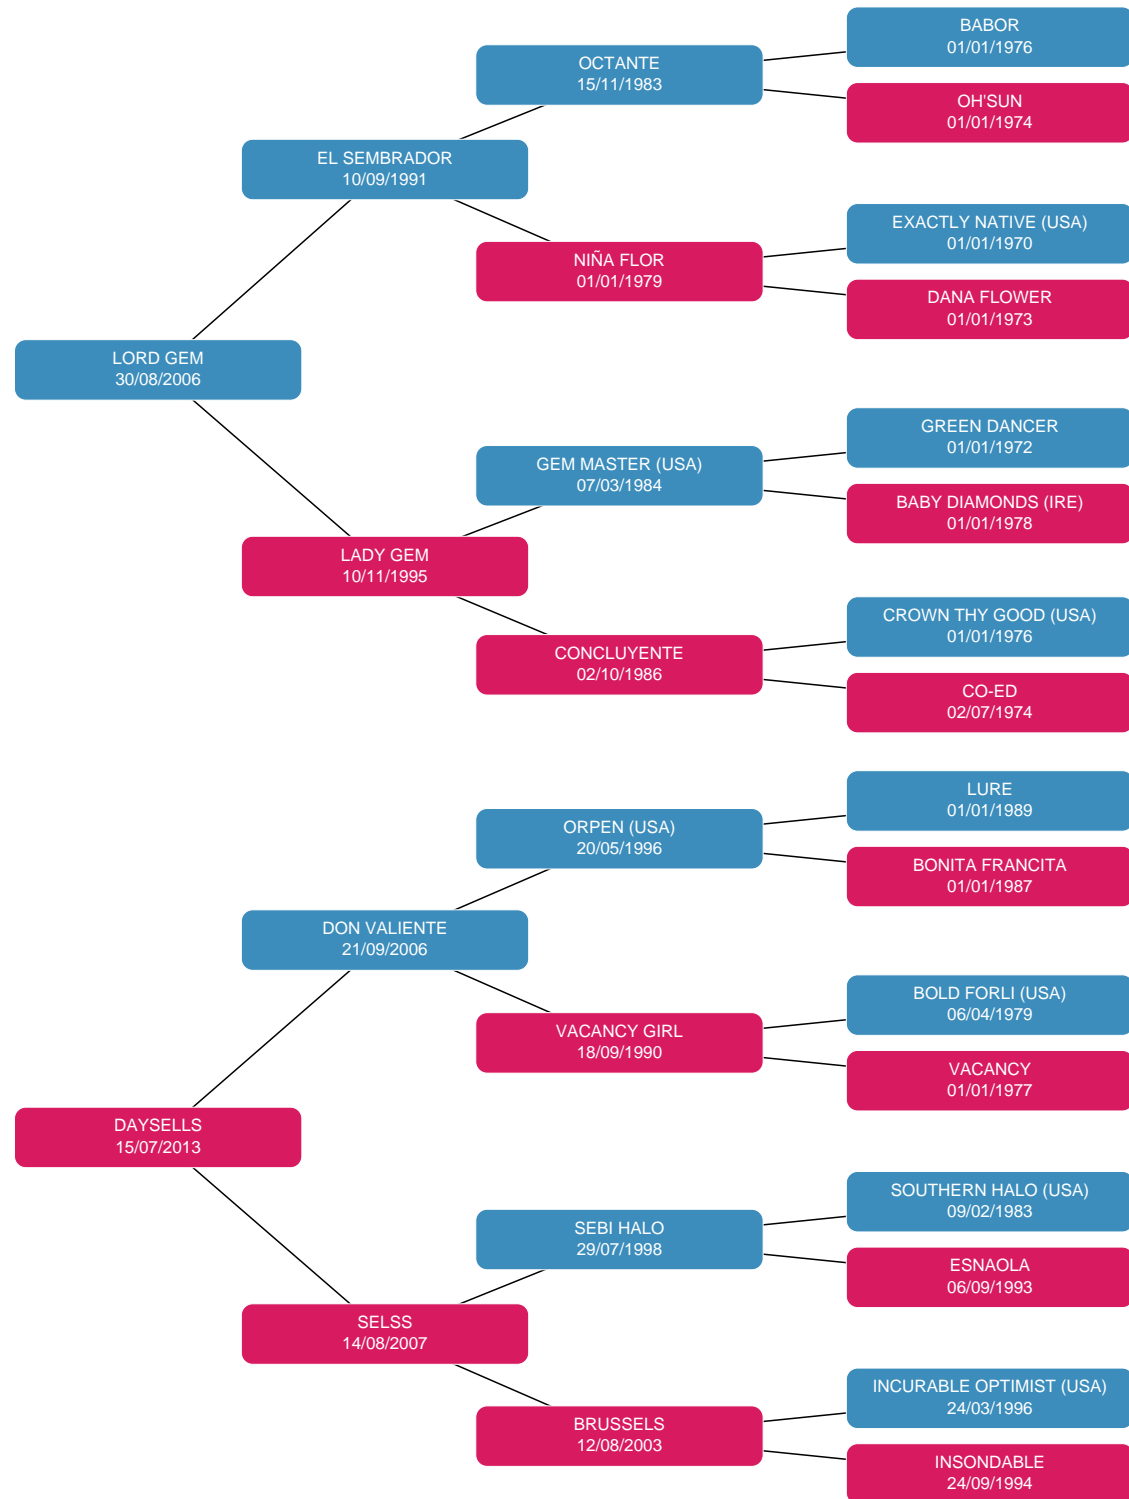 BABOR
01/01/1976
OCTANTE
15/11/1983
OH'SUN
01/01/1974
EL SEMBRADOR
10/09/1991
EXACTLY NATIVE (USA)
01/01/1970
NIÑA FLOR
01/01/1979
DANA FLOWER
01/01/1973
LORD GEM
30/08/2006
GREEN DANCER
01/01/1972
GEM MASTER (USA)
07/03/1984
BABY DIAMONDS (IRE)
01/01/1978
LADY GEM
10/11/1995
CROWN THY GOOD (USA)
01/01/1976
CONCLUYENTE
02/10/1986
CO-ED
02/07/1974
LURE
01/01/1989
ORPEN (USA)
20/05/1996
BONITA FRANCITA
01/01/1987
DON VALIENTE
21/09/2006
BOLD FORLI (USA)
06/04/1979
VACANCY GIRL
18/09/1990
VACANCY
01/01/1977
DAYSELLS
15/07/2013
SOUTHERN HALO (USA)
09/02/1983
SEBI HALO
29/07/1998
ESNAOLA
06/09/1993
SELSS
14/08/2007
INCURABLE OPTIMIST (USA)
24/03/1996
BRUSSELS
12/08/2003
INSONDABLE
24/09/1994